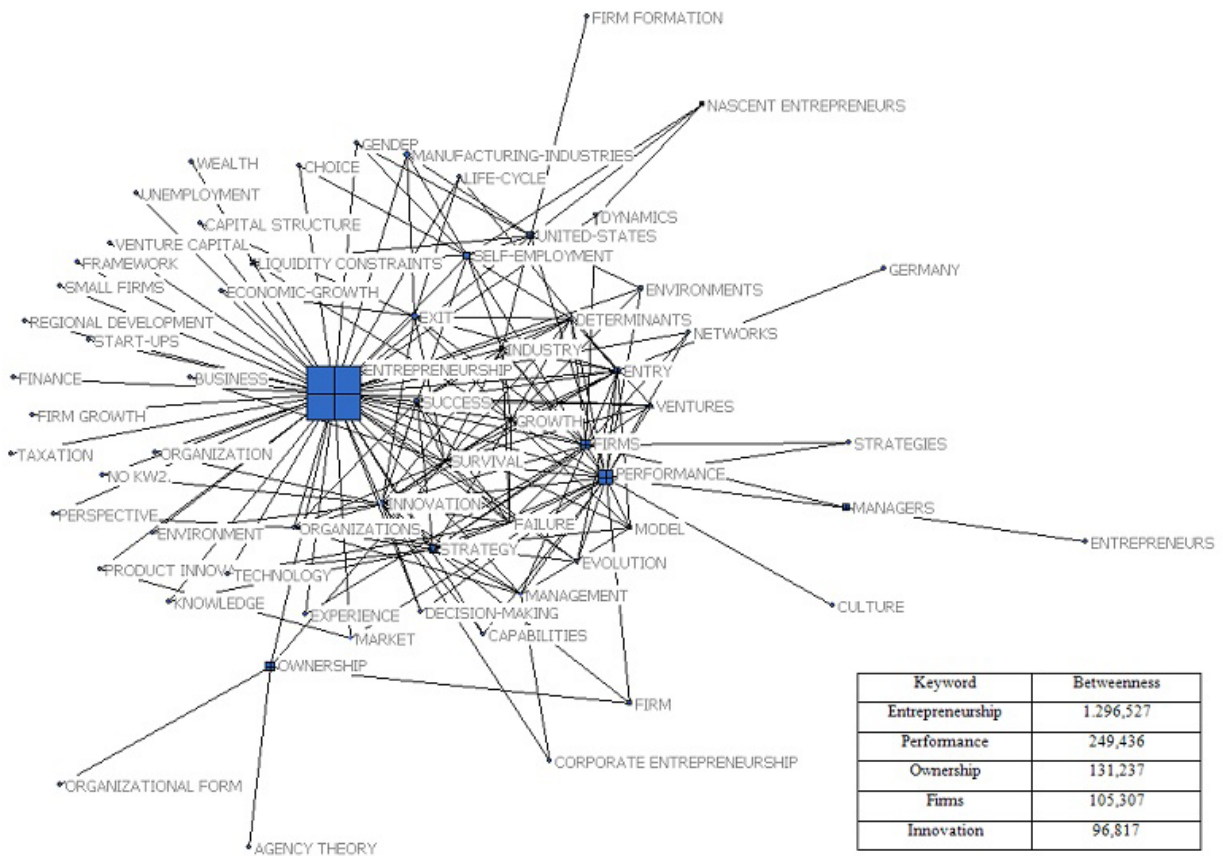 FIRM FORMATION
NASCENT ENTREPRENEURS
GENDER
MANUFACTURING-INDUSTRIES
WEALTH
CHOICE
LIFE-CYCLE
UNEMPLOYMENT
DYNAMICS
CAPITAL STRUCTURE
UNITED-STATES
VENTURE CAPITAL
SELF-EMPLOYMENT
FRAMEWORK
LIQUIDITY CONSTRAINTS
GERMANY
SMALL FIRMS
ECONOMIC-GROWTH
ENVIRONMENTS
REGIONAL DEVELOPMENT
EXIT
DETERMINANTS
START-UPS
NETWORKS
INDUSTRY
FINANCE
BUSINESS
ENTREPRENEURSHIP
ENTRY
SUCCESS
VENTURES
FIRM GROWTH
GROWTH
FIRMS
STRATEGIES
TAXATION
ORGANIZATION
SURVIVAL
NO KW2
PERFORMANCE
INNOVATION
MANAGERS
PERSPECTIVE
ENVIRONMENT
ORGANIZATIONS
FAILURE
MODEL
ENTREPRENEURS
STRATEGY
PRODUCT INNOVA
TECHNOLOGY
EVOLUTION
KNOWLEDGE
EXPERIENCE
DECISION-MAKING
MANAGEMENT
CULTURE
MARKET
CAPABILITIES
OWNERSHIP
FIRM
CORPORATE ENTREPRENEURSHIP
ORGANIZATIONAL FORM
AGENCY THEORY
Keyword Betweenness
Entrepreneurship 1.296,527
Performance 249,436
Ownership 131,237
Firms 105,307
Innovation 96,817